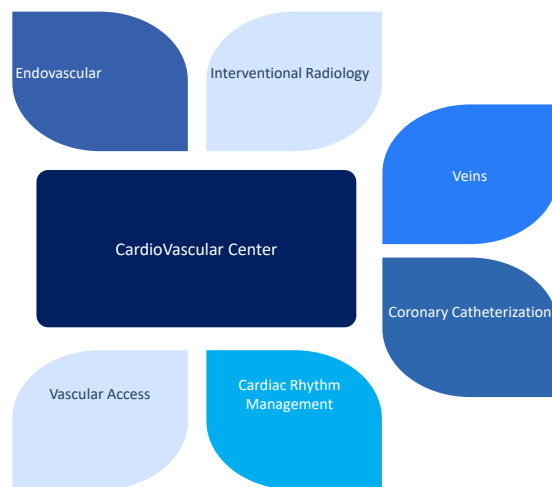 Endovascular
Interventional Radiology
Veins
CardioVascular Center
Coronary Catheterization
Vascular Access
Cardiac Rhythm
Management